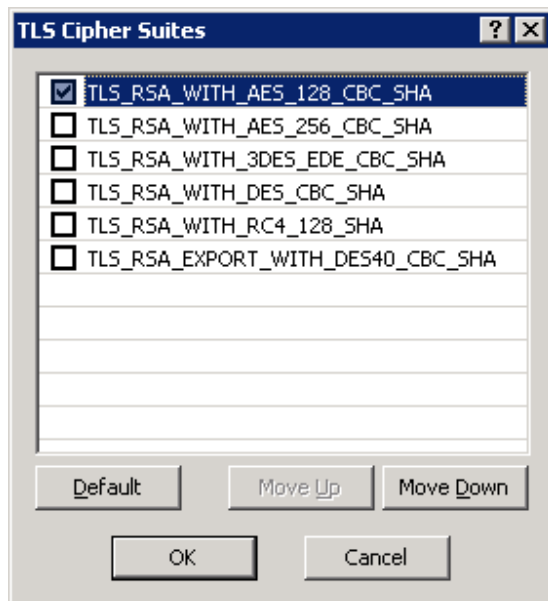 TLS Cipher Suites
TLS_RSA_WITH_AES_128_CBC_SHA
TLS_RSA_WITH_AES_256_CBC_SHA
TLS_RSA_WITH_3DES_EDE_CBC_SHA
TLS_RSA_WITH_DES_CBC_SHA
TLS_RSA_WITH_RC4_128_SHA
TLS_RSA_EXPORT_WITH_DES40_CBC_SHA
Default Move Up Move Down
OK Cancel